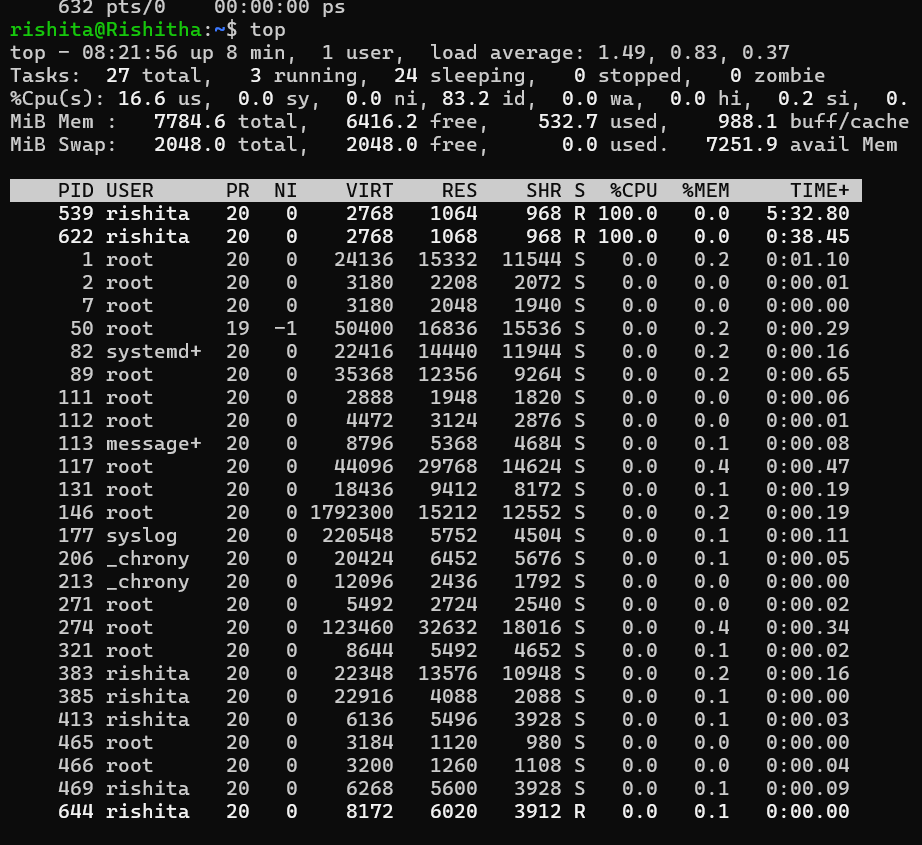 632 pts/0    00:00:00 ps
rishita@Rishitha:~$ top
top - 08:21:56 up 8 min,  1 user,  load average: 1.49, 0.83, 0.37
Tasks:  27 total,   3 running,  24 sleeping,   0 stopped,   0 zombie
%Cpu(s): 16.6 us,  0.0 sy,  0.0 ni, 83.2 id,  0.0 wa,  0.0 hi,  0.2 si,  0.
MiB Mem :   7784.6 total,   6416.2 free,    532.7 used,    988.1 buff/cache
MiB Swap:   2048.0 total,   2048.0 free,      0.0 used.   7251.9 avail Mem
    PID USER      PR  NI    VIRT    RES    SHR S  %CPU  %MEM     TIME+
    539 rishita   20   0    2768   1064    968 R 100.0   0.0   5:32.80
    622 rishita   20   0    2768   1068    968 R 100.0   0.0   0:38.45
      1 root      20   0   24136  15332  11544 S   0.0   0.2   0:01.10
      2 root      20   0    3180   2208   2072 S   0.0   0.0   0:00.01
      7 root      20   0    3180   2048   1940 S   0.0   0.0   0:00.00
     50 root      19  -1   50400  16836  15536 S   0.0   0.2   0:00.29
     82 systemd+  20   0   22416  14440  11944 S   0.0   0.2   0:00.16
     89 root      20   0   35368  12356   9264 S   0.0   0.2   0:00.65
    111 root      20   0    2888   1948   1820 S   0.0   0.0   0:00.06
    112 root      20   0    4472   3124   2876 S   0.0   0.0   0:00.01
    113 message+  20   0    8796   5368   4684 S   0.0   0.1   0:00.08
    117 root      20   0   44096  29768  14624 S   0.0   0.4   0:00.47
    131 root      20   0   18436   9412   8172 S   0.0   0.1   0:00.19
    146 root      20   0 1792300  15212  12552 S   0.0   0.2   0:00.19
    177 syslog    20   0  220548   5752   4504 S   0.0   0.1   0:00.11
    206 _chrony   20   0   20424   6452   5676 S   0.0   0.1   0:00.05
    213 _chrony   20   0   12096   2436   1792 S   0.0   0.0   0:00.00
    271 root      20   0    5492   2724   2540 S   0.0   0.0   0:00.02
    274 root      20   0  123460  32632  18016 S   0.0   0.4   0:00.34
    321 root      20   0    8644   5492   4652 S   0.0   0.1   0:00.02
    383 rishita   20   0   22348  13576  10948 S   0.0   0.2   0:00.16
    385 rishita   20   0   22916   4088   2088 S   0.0   0.1   0:00.00
    413 rishita   20   0    6136   5496   3928 S   0.0   0.1   0:00.03
    465 root      20   0    3184   1120    980 S   0.0   0.0   0:00.00
    466 root      20   0    3200   1260   1108 S   0.0   0.0   0:00.04
    469 rishita   20   0    6268   5600   3928 S   0.0   0.1   0:00.09
    644 rishita   20   0    8172   6020   3912 R   0.0   0.1   0:00.00